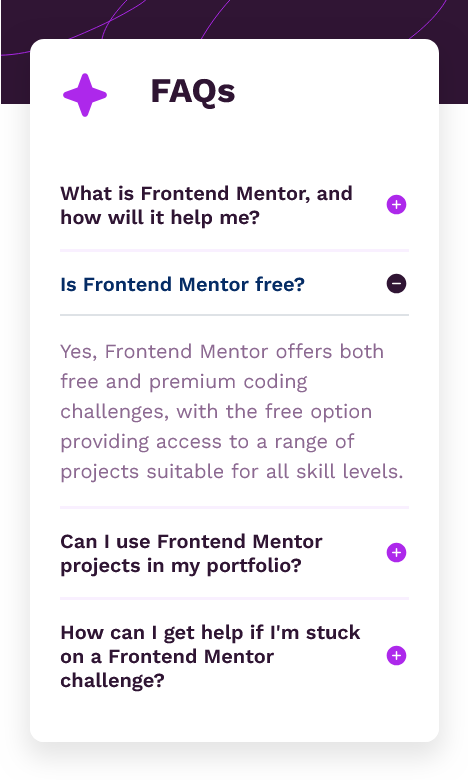 FAQs
What is Frontend Mentor, and
how will it help me?
Is Frontend Mentor free?
Yes, Frontend Mentor offers both
free and premium coding
challenges, with the free option
providing access to a range of
projects suitable for all skill levels.
Can I use Frontend Mentor
projects in my portfolio?
How can I get help if I'm stuck
on a Frontend Mentor
challenge?